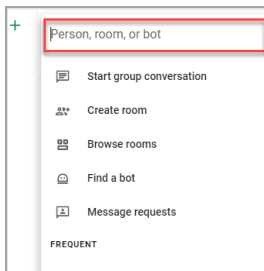 Person, room, or bot
Start group conversation
Create room
Browse rooms
Find a bot
Message requests
FREQUENT